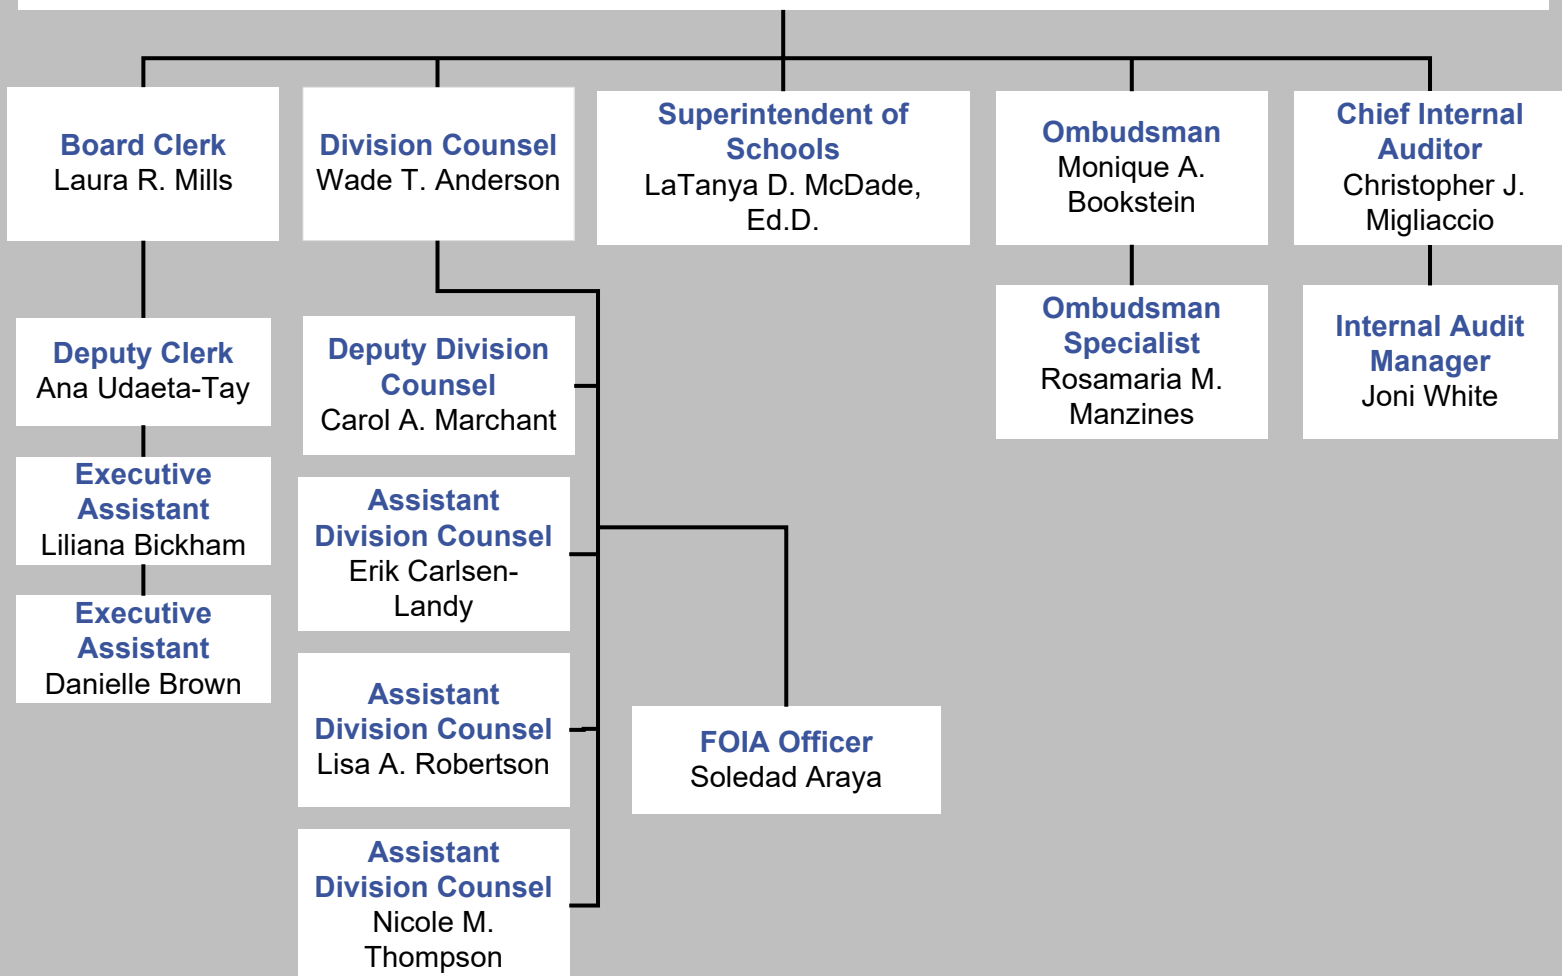 Board Clerk
Laura R. Mills
Division Counsel
Wade T. Anderson
Superintendent of
Schools
LaTanya D. McDade,
Ed.D.
Ombudsman
Monique A.
Bookstein
Chief Internal
Auditor
Christopher J.
Migliaccio
Deputy Clerk
Ana Udaeta-Tay
Executive
Assistant
Liliana Bickham
Executive
Assistant
Danielle Brown
Deputy Division
Counsel
Carol A. Marchant
Assistant
Division Counsel
Erik Carlsen-
Landy
Assistant
Division Counsel
Lisa A. Robertson
Assistant
Division Counsel
Nicole M.
Thompson
FOIA Officer
Soledad Araya
Ombudsman
Specialist
Rosamaria M.
Manzines
Internal Audit
Manager
Joni White